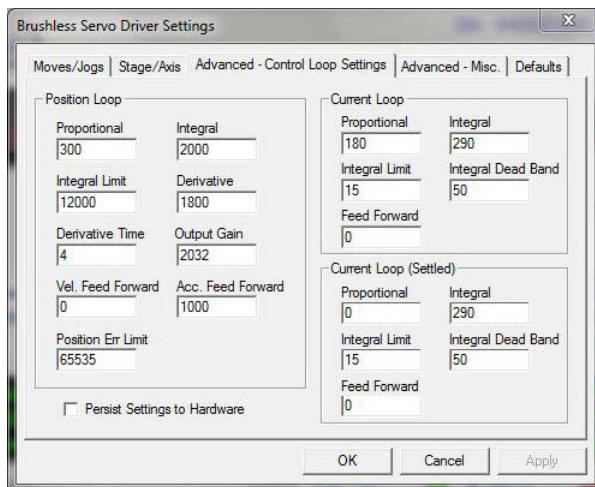 Brushless Servo Driver Settings
Moves/Jogs Stage/Axis Advanced - Control Loop Settings Advanced - Misc. Defaults
Position Loop
Proportional Integral
300 2000
Integral Limit Derivative
12000 1800
Derivative Time Output Gain
4 2032
Vel. Feed Forward Acc. Feed Forward
0 1000
Position Err Limit
65535
Persist Settings to Hardware
Current Loop
Proportional Integral
180 290
Integral Limit Integral Dead Band
15 50
Feed Forward
0
Current Loop (Settled)
Proportional Integral
0 290
Integral Limit Integral Dead Band
15 50
Feed Forward
0
OK Cancel Apply